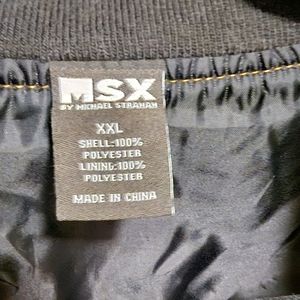 MSX
BY MICHAEL STRAHAN
XXL
SHELL:100%
POLYESTER
LINING:100%
POLYESTER
MADE IN CHINA